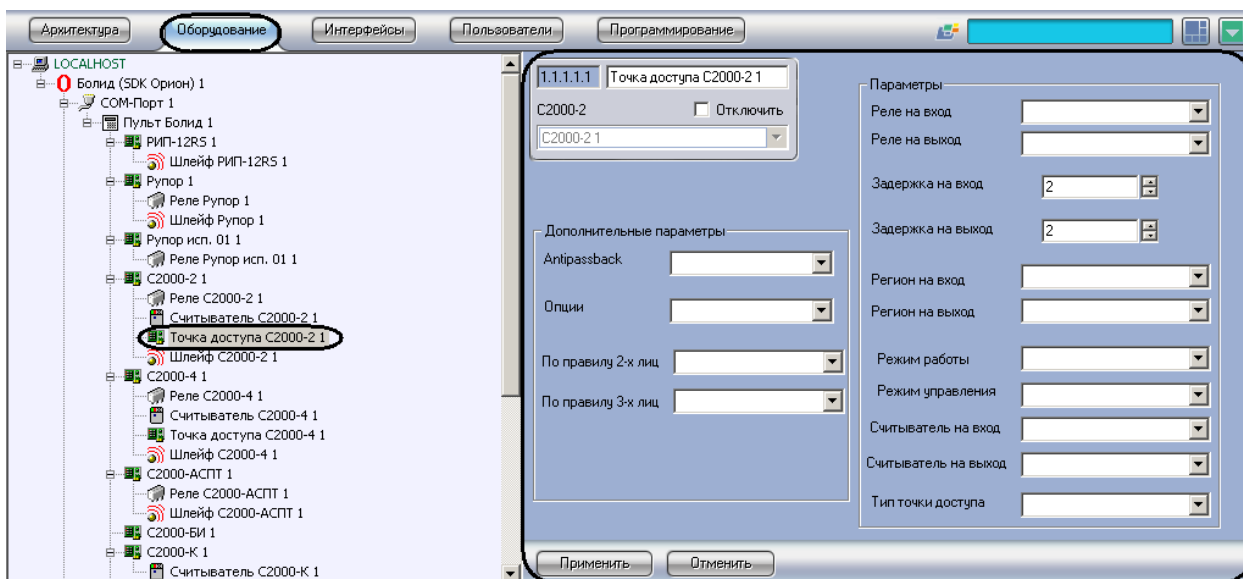 Архитектура
Оборудование
Интерфейсы
Пользователи
Программирование
LOCALHOST
Болид (SDK Орион) 1
COM-Порт 1
Пульт Болид 1
РИП-12RS 1
Шлейф РИП-12RS 1
Рупор 1
Реле Рупор 1
Шлейф Рупор 1
Рупор исп. 01 1
Реле Рупор исп. 01 1
С2000-2 1
Реле С2000-2 1
Считыватель С2000-2 1
Точка доступа С2000-2 1
Шлейф С2000-2 1
С2000-4 1
Реле С2000-4 1
Считыватель С2000-4 1
Точка доступа С2000-4 1
Шлейф С2000-4 1
С2000-АСПТ 1
Реле С2000-АСПТ 1
Шлейф С2000-АСПТ 1
С2000-БИ 1
С2000-К 1
Считыватель С2000-К 1
1.1.1.1.1
Точка доступа С2000-2 1
С2000-2
Отключить
С2000-2 1
Дополнительные параметры
Antipassback
Опции
По правилу 2-х лиц
По правилу 3-х лиц
Параметры
Реле на вход
Реле на выход
Задержка на вход 2
Задержка на выход 2
Регион на вход
Регион на выход
Режим работы
Режим управления
Считыватель на вход
Считыватель на выход
Тип точки доступа
Применить
Отменить